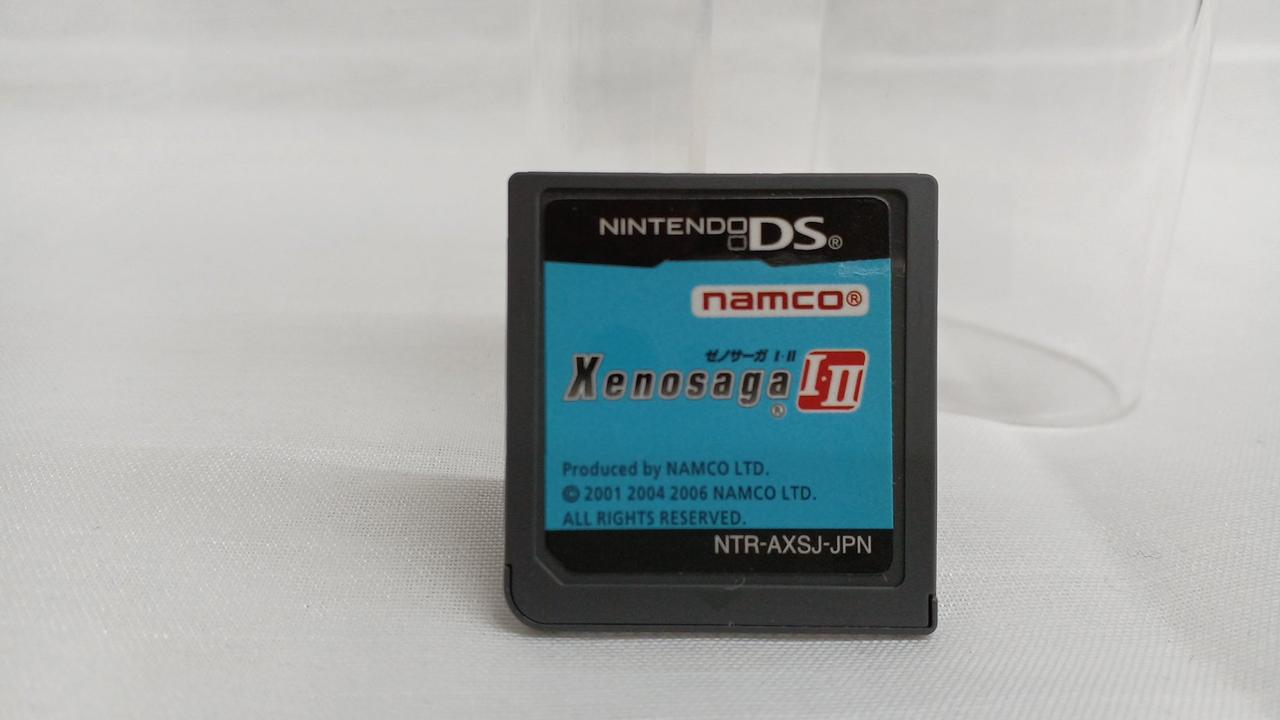 NINTENDO DS®
namco®
ゼノサーガ I・II
Xenosaga® I・II
Produced by NAMCO LTD.
© 2001 2004 2006 NAMCO LTD.
ALL RIGHTS RESERVED.
NTR-AXSJ-JPN